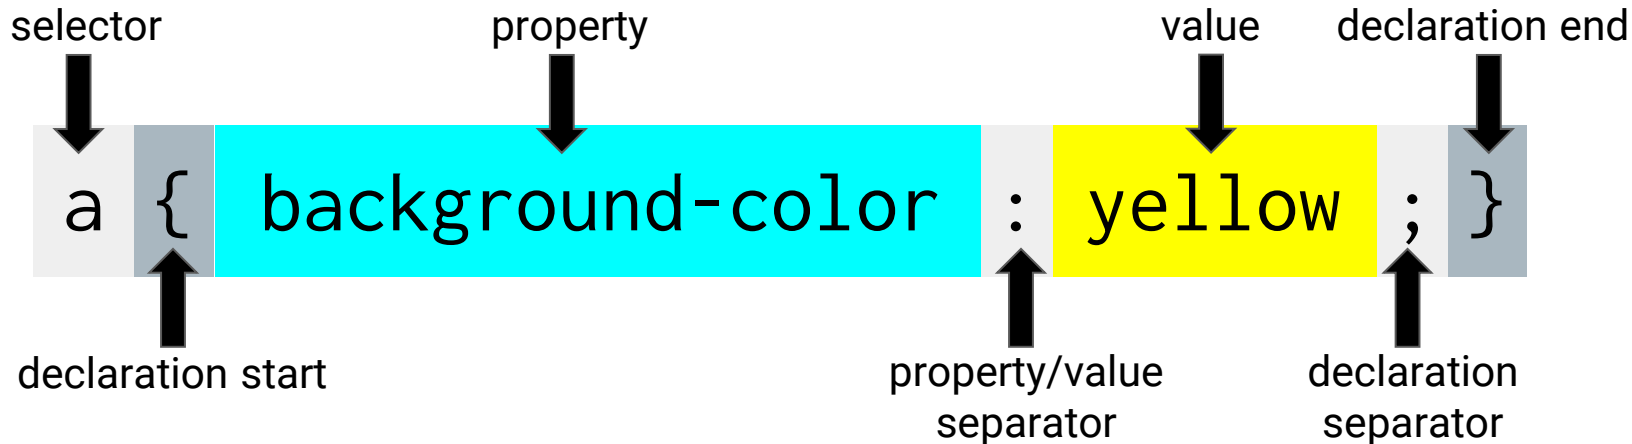 selector property value declaration end
a { background-color : yellow ; }
declaration start property/value declaration
separator separator